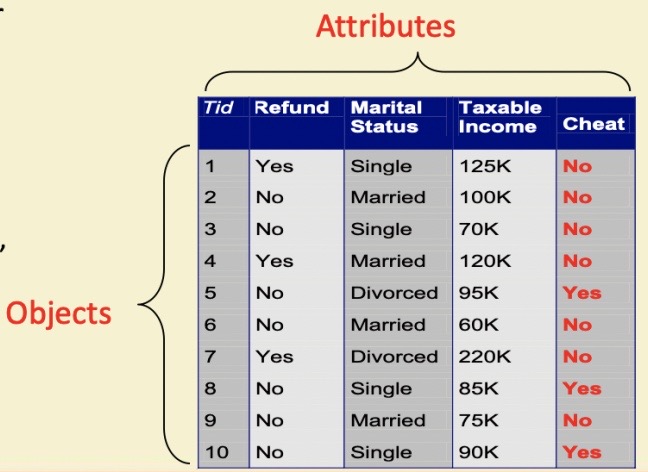 Attributes
Tid Refund Marital Status Taxable Income Cheat
1 Yes Single 125K No
2 No Married 100K No
3 No Single 70K No
4 Yes Married 120K No
5 No Divorced 95K Yes
6 No Married 60K No
7 Yes Divorced 220K No
8 No Single 85K Yes
9 No Married 75K No
10 No Single 90K Yes
Objects